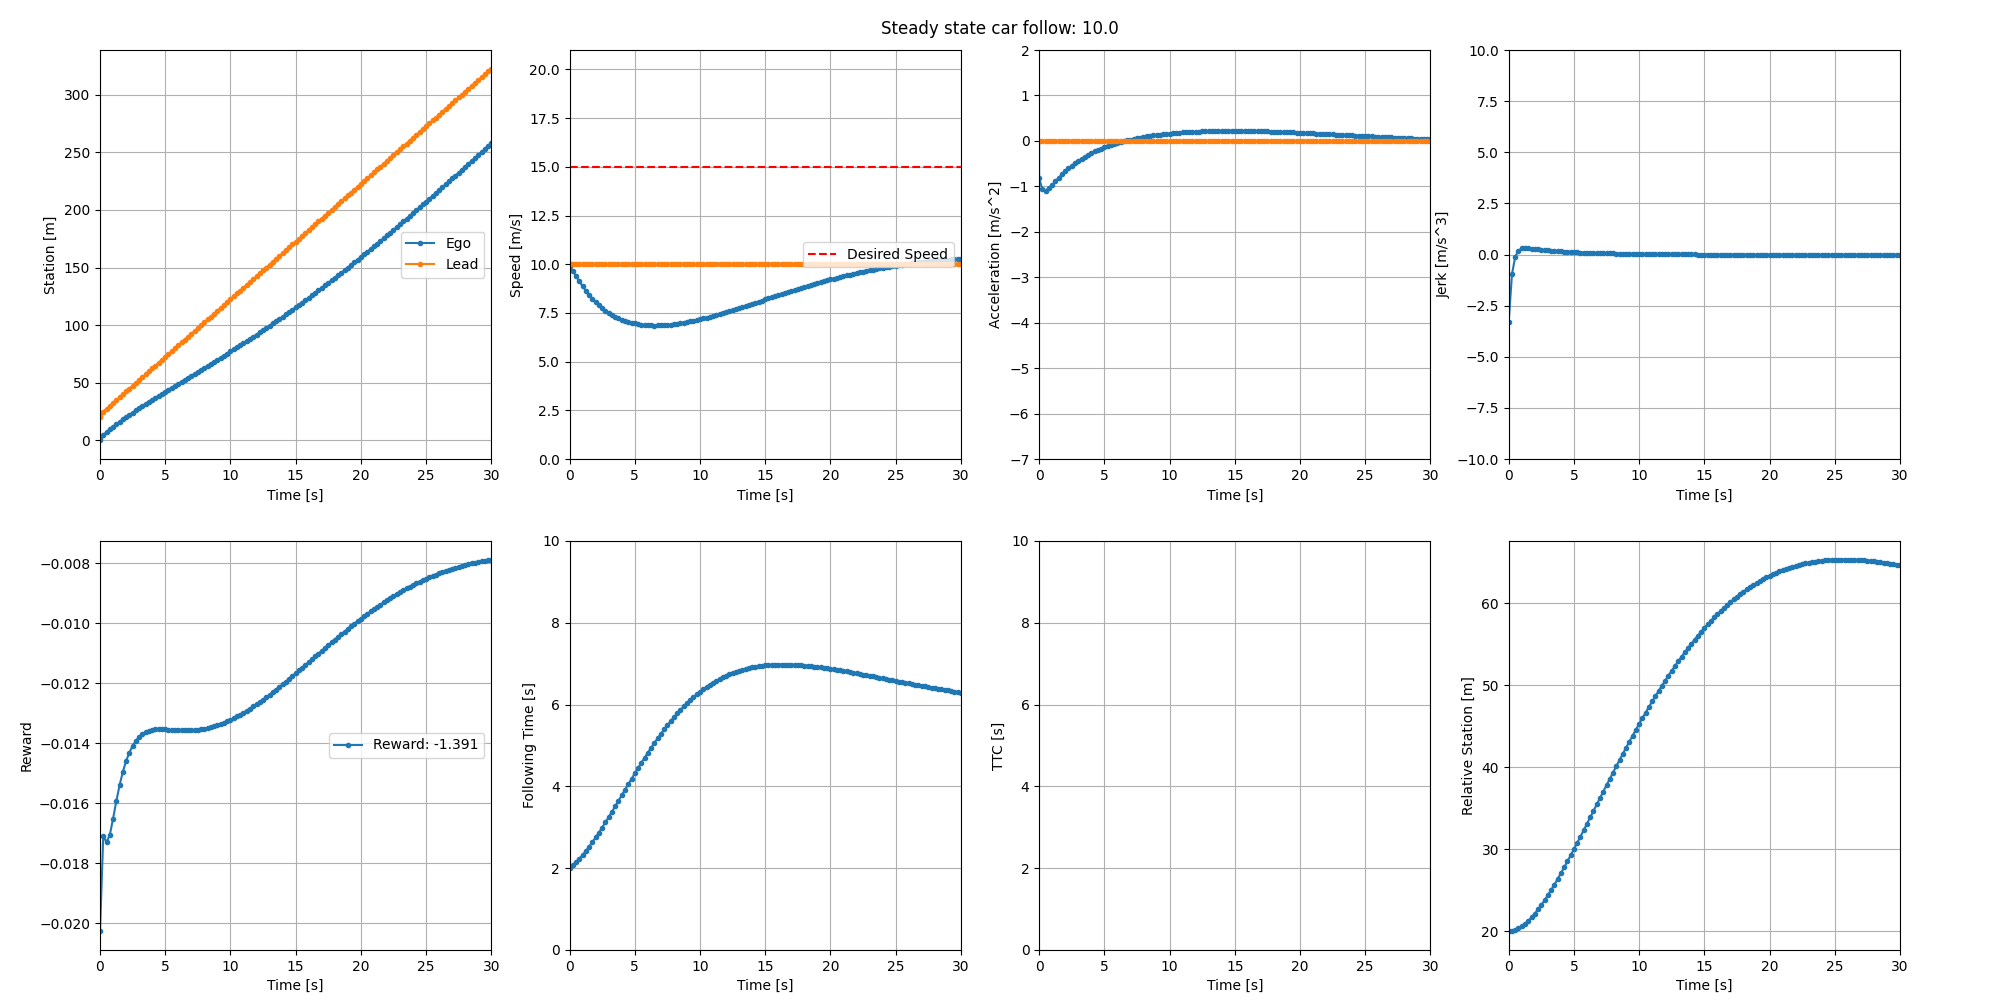 Steady state car follow: 10.0
Station [m]
300
250
200
150
100
50
0
Ego
Lead
0 5 10 15 20 25 30
Time [s]
Speed [m/s]
20.0
17.5
15.0
12.5
10.0
7.5
5.0
2.5
0.0
Desired Speed
0 5 10 15 20 25 30
Time [s]
Acceleration [m/s^2]
2
1
0
−1
−2
−3
−4
−5
−6
−7
0 5 10 15 20 25 30
Time [s]
Jerk [m/s^3]
10.0
7.5
5.0
2.5
0.0
−2.5
−5.0
−7.5
−10.0
0 5 10 15 20 25 30
Time [s]
Reward
−0.008
−0.010
−0.012
−0.014
−0.016
−0.018
−0.020
Reward: -1.391
0 5 10 15 20 25 30
Time [s]
Following Time [s]
10
8
6
4
2
0
0 5 10 15 20 25 30
Time [s]
TTC [s]
10
8
6
4
2
0
0 5 10 15 20 25 30
Time [s]
Relative Station [m]
60
50
40
30
20
0 5 10 15 20 25 30
Time [s]